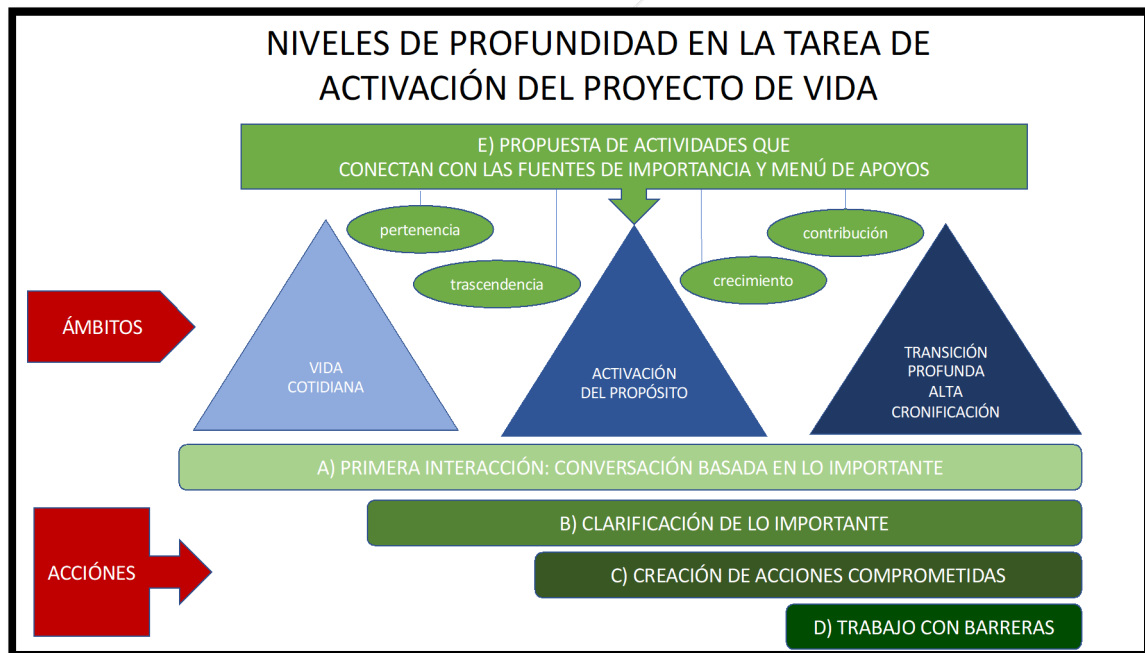 NIVELES DE PROFUNDIDAD EN LA TAREA DE
ACTIVACIÓN DEL PROYECTO DE VIDA
E) PROPUESTA DE ACTIVIDADES QUE
CONECTAN CON LAS FUENTES DE IMPORTANCIA Y MENÚ DE APOYOS
pertenencia
trascendencia
crecimiento
contribución
ÁMBITOS
VIDA
COTIDIANA
ACTIVACIÓN
DEL PROPÓSITO
TRANSICIÓN
PROFUNDA
ALTA
CRONIFICACIÓN
A) PRIMERA INTERACCIÓN: CONVERSACIÓN BASADA EN LO IMPORTANTE
ACCIÓNES
B) CLARIFICACIÓN DE LO IMPORTANTE
C) CREACIÓN DE ACCIONES COMPROMETIDAS
D) TRABAJO CON BARRERAS